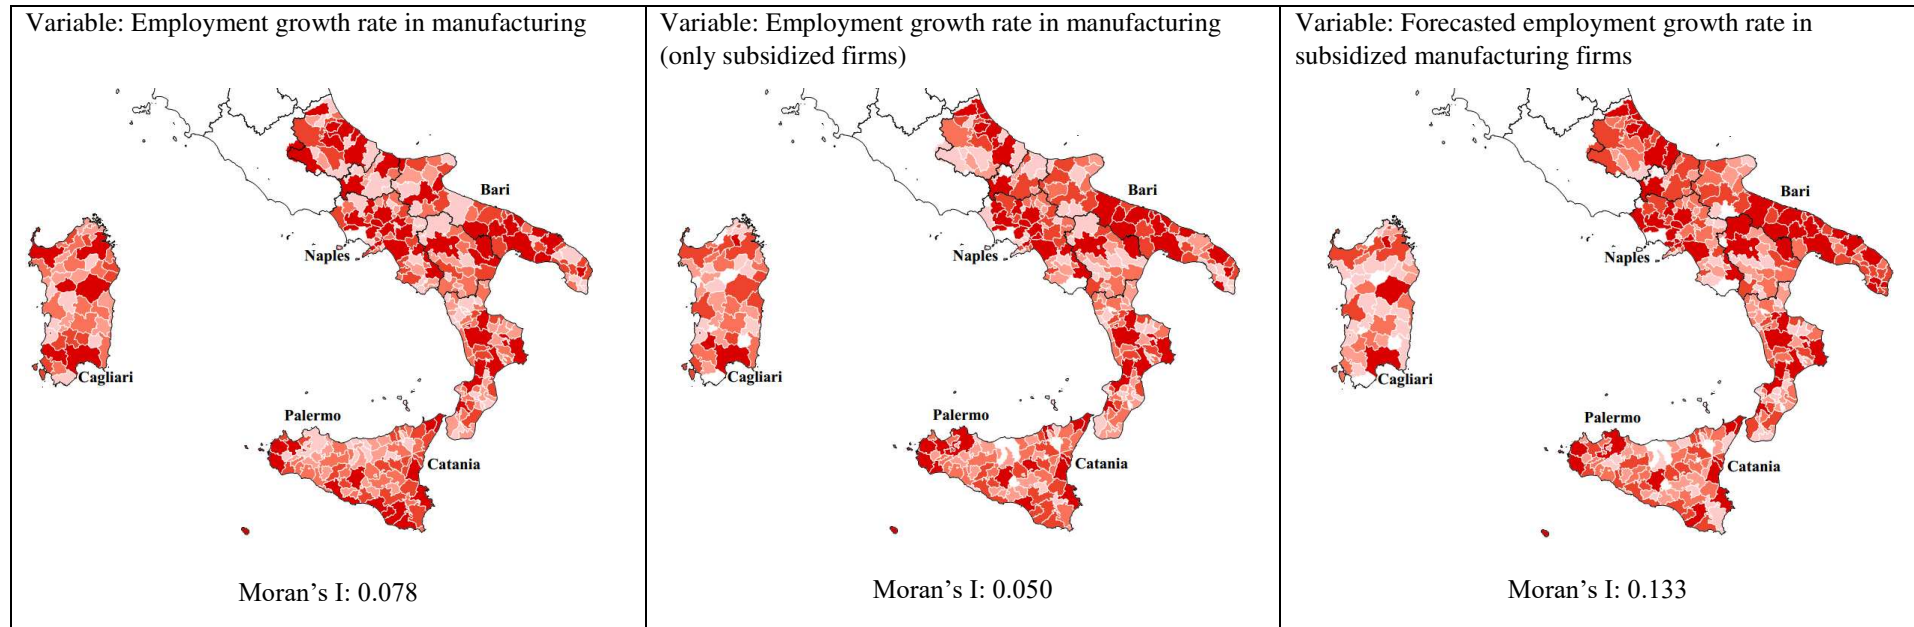 Variable: Employment growth rate in manufacturing
Bari
Naples
Cagliari
Palermo
Catania
Moran’s I: 0.078
Variable: Employment growth rate in manufacturing
(only subsidized firms)
Bari
Naples
Cagliari
Palermo
Catania
Moran’s I: 0.050
Variable: Forecasted employment growth rate in
subsidized manufacturing firms
Bari
Naples
Cagliari
Palermo
Catania
Moran’s I: 0.133